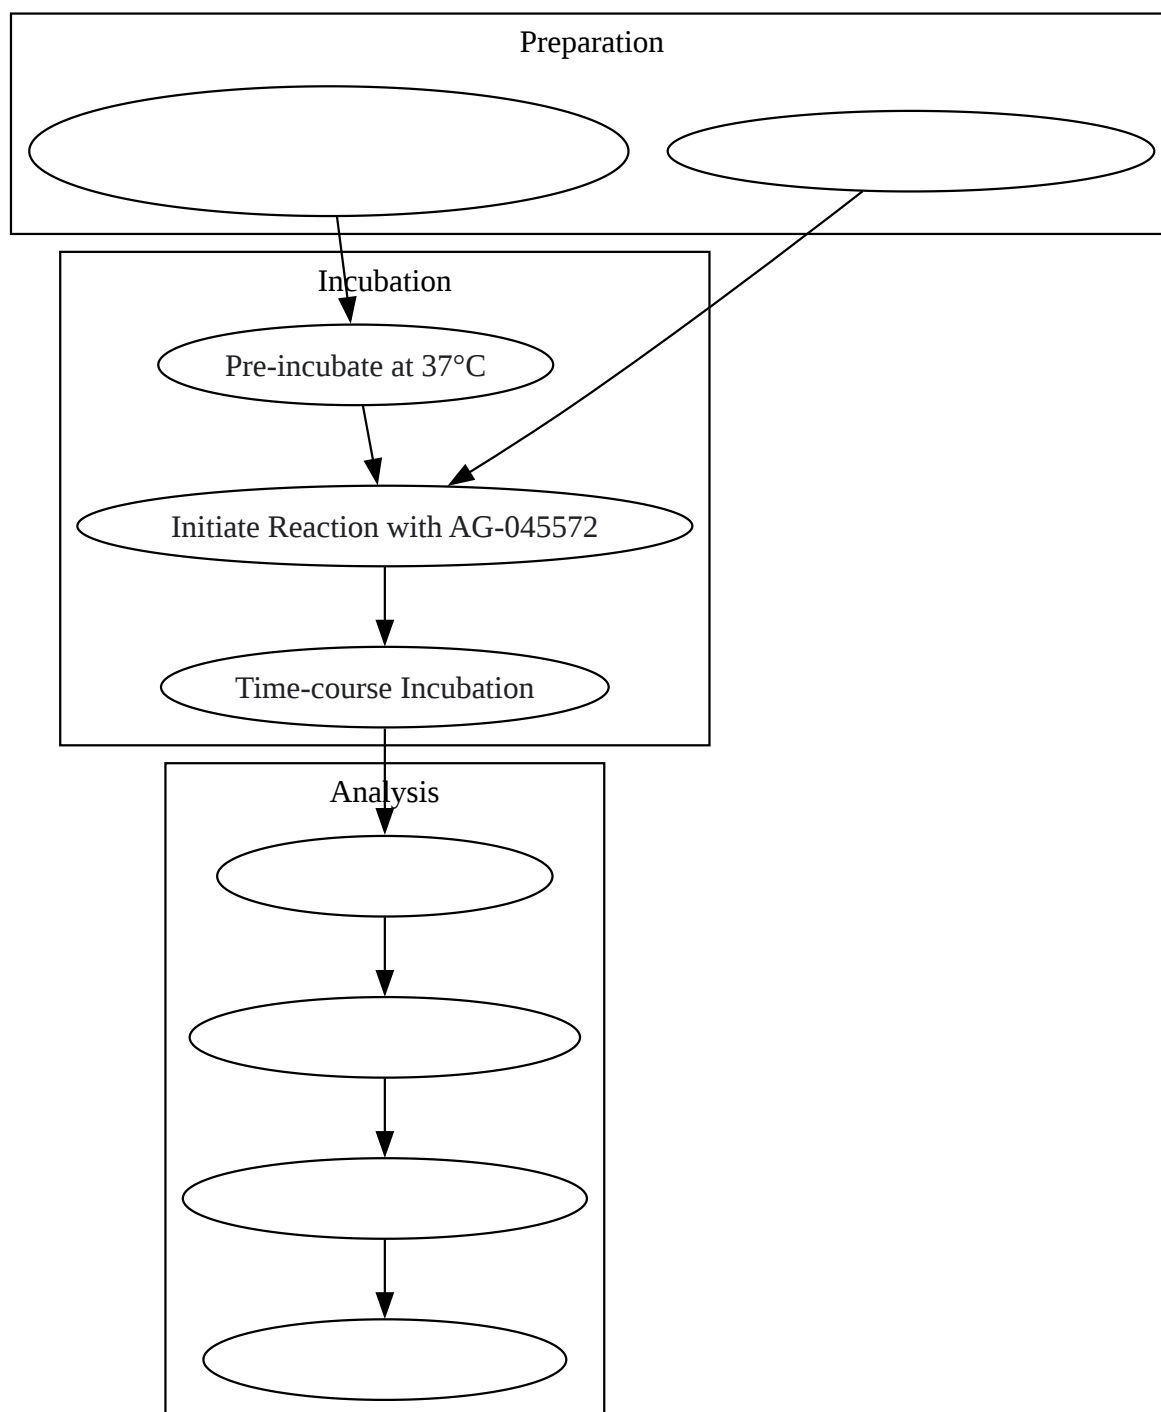 Preparation
Incubation
Pre-incubate at 37°C
Initiate Reaction with AG-045572
Time-course Incubation
Analysis